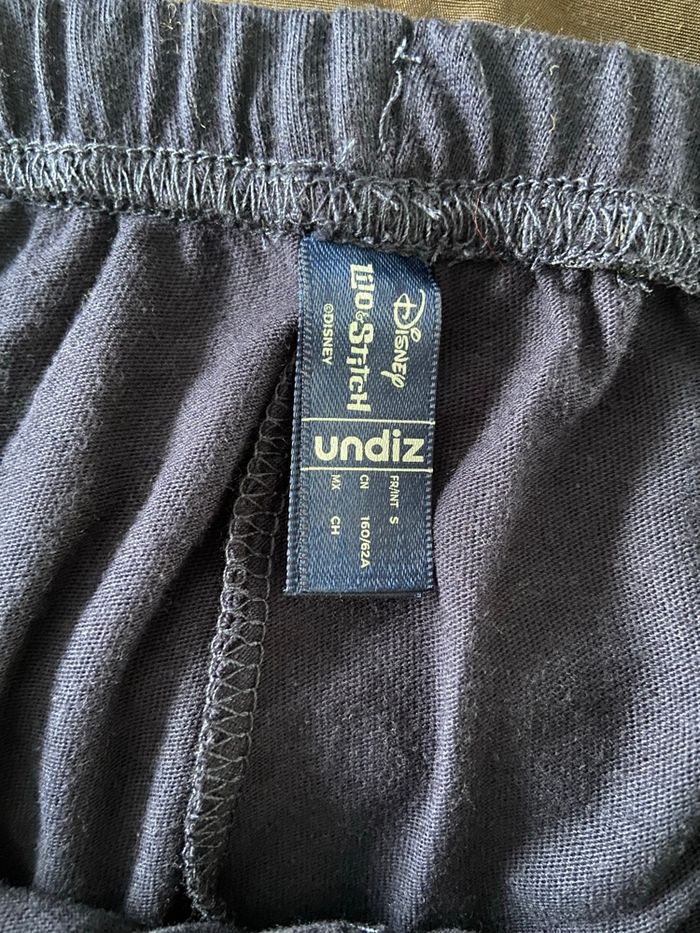 Disney
Lilo & Stitch
©DISNEY
undiz
FR/INT S
CN 160/62A
MX CH